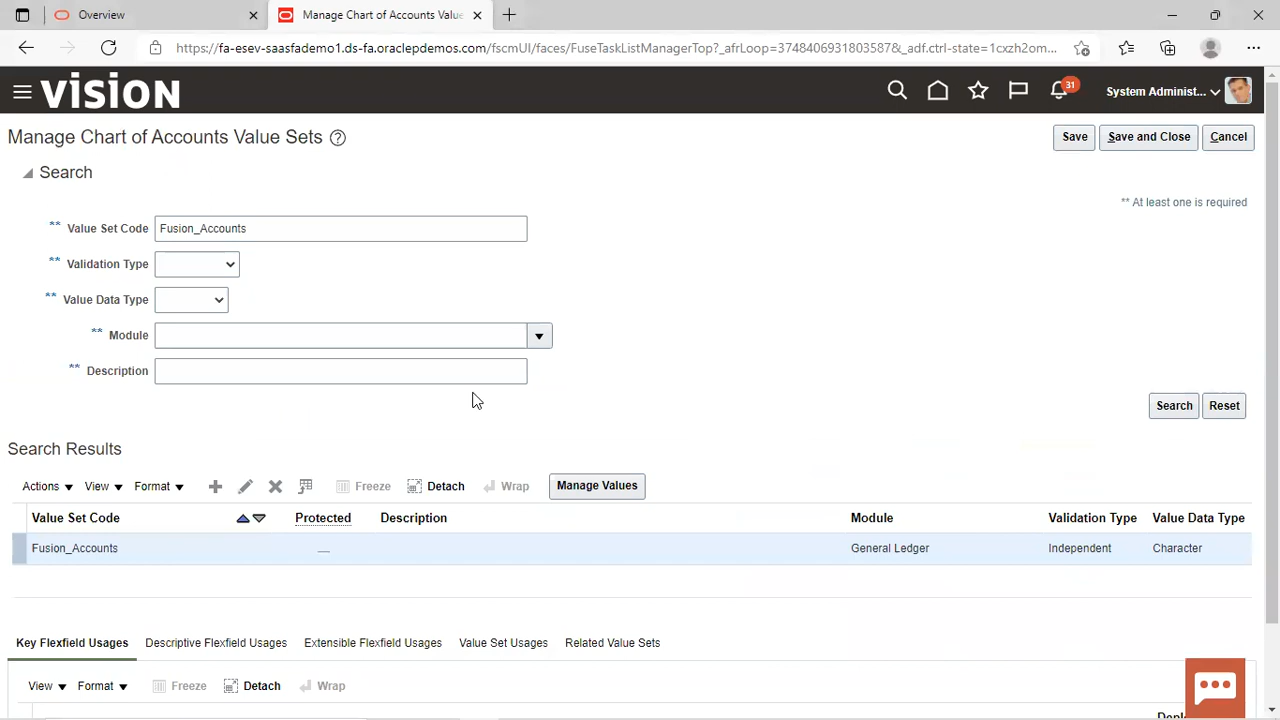 Overview
Manage Chart of Accounts Value
https://fa-esev-saasfademo1.ds-fa.oraclepdemos.com/fscmUI/faces/FuseTaskListManagerTop?_afrLoop=3748406931803587&_adf.ctrl-state=1cxzh2om...
VISION
31
System Administ...
Manage Chart of Accounts Value Sets
Save
Save and Close
Cancel
Search
** At least one is required
** Value Set Code
Fusion_Accounts
** Validation Type
** Value Data Type
** Module
** Description
Search
Reset
Search Results
Actions
View
Format
Freeze
Detach
Wrap
Manage Values
Value Set Code
Protected
Description
Module
Validation Type
Value Data Type
Fusion_Accounts
General Ledger
Independent
Character
Key Flexfield Usages
Descriptive Flexfield Usages
Extensible Flexfield Usages
Value Set Usages
Related Value Sets
View
Format
Freeze
Detach
Wrap